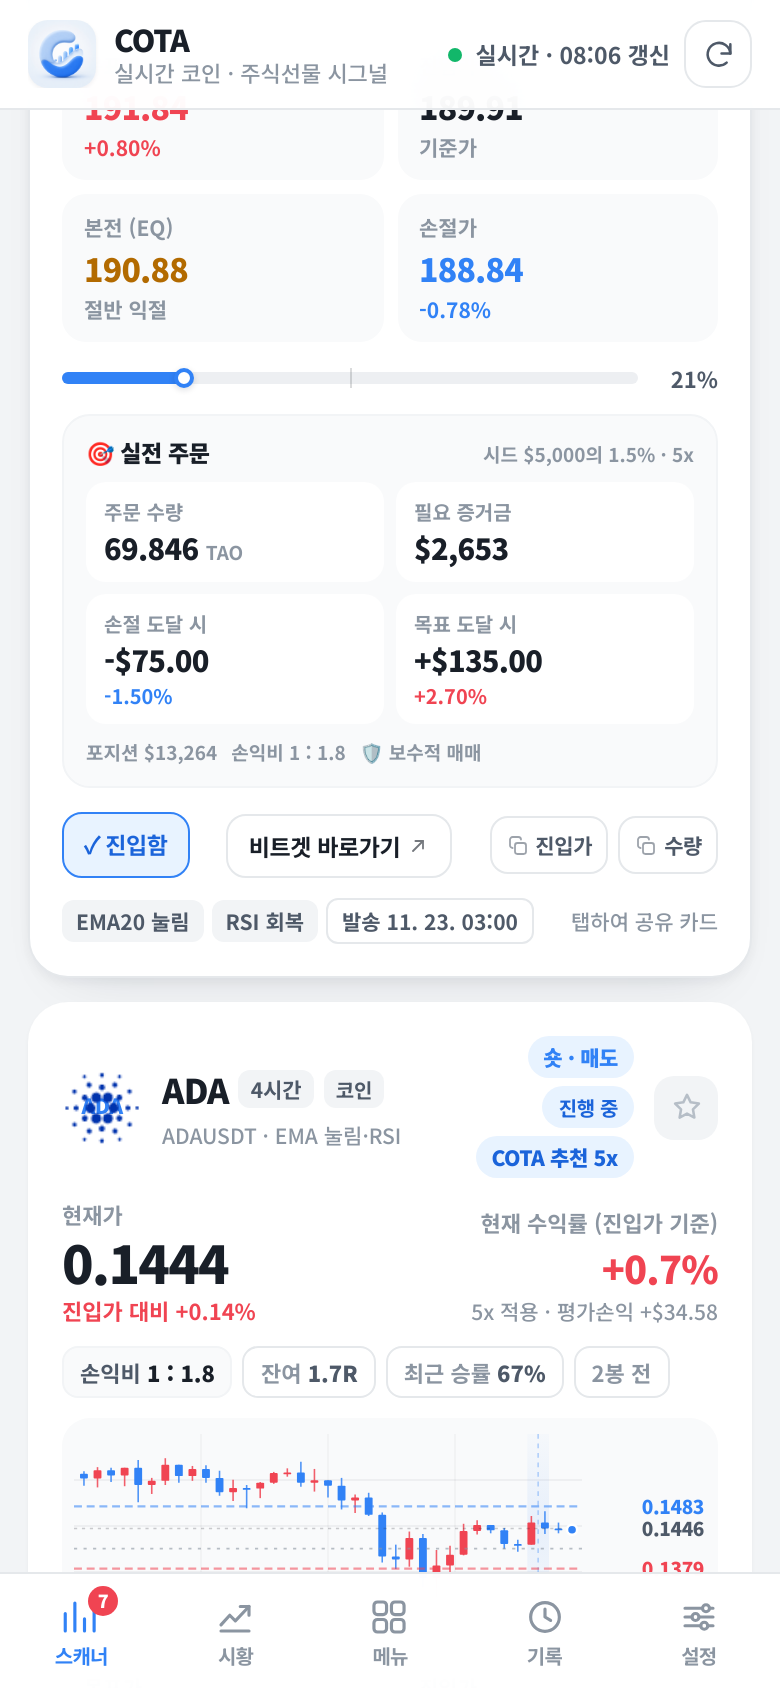 COTA
실시간 코인 · 주식선물 시그널
실시간 · 08:06 갱신
191.84
189.91
+0.80%
기준가
본전 (EQ)
손절가
190.88
188.84
절반 익절
-0.78%
21%
🎯 실전 주문
시드 $5,000의 1.5% · 5x
주문 수량
필요 증거금
69.846 TAO
$2,653
손절 도달 시
목표 도달 시
-$75.00
+$135.00
-1.50%
+2.70%
포지션 $13,264 손익비 1 : 1.8 🛡️ 보수적 매매
✓ 진입함
비트겟 바로가기 ↗
진입가
수량
EMA20 눌림
RSI 회복
발송 11. 23. 03:00
탭하여 공유 카드
숏 · 매도
ADA 4시간 코인
진행 중
ADAUSDT · EMA 눌림·RSI
COTA 추천 5x
현재가
현재 수익률 (진입가 기준)
0.1444
+0.7%
진입가 대비 +0.14%
5x 적용 · 평가손익 +$34.58
손익비 1 : 1.8
잔여 1.7R
최근 승률 67%
2봉 전
0.1483
0.1446
0.1379
7
스캐너
시황
메뉴
기록
설정